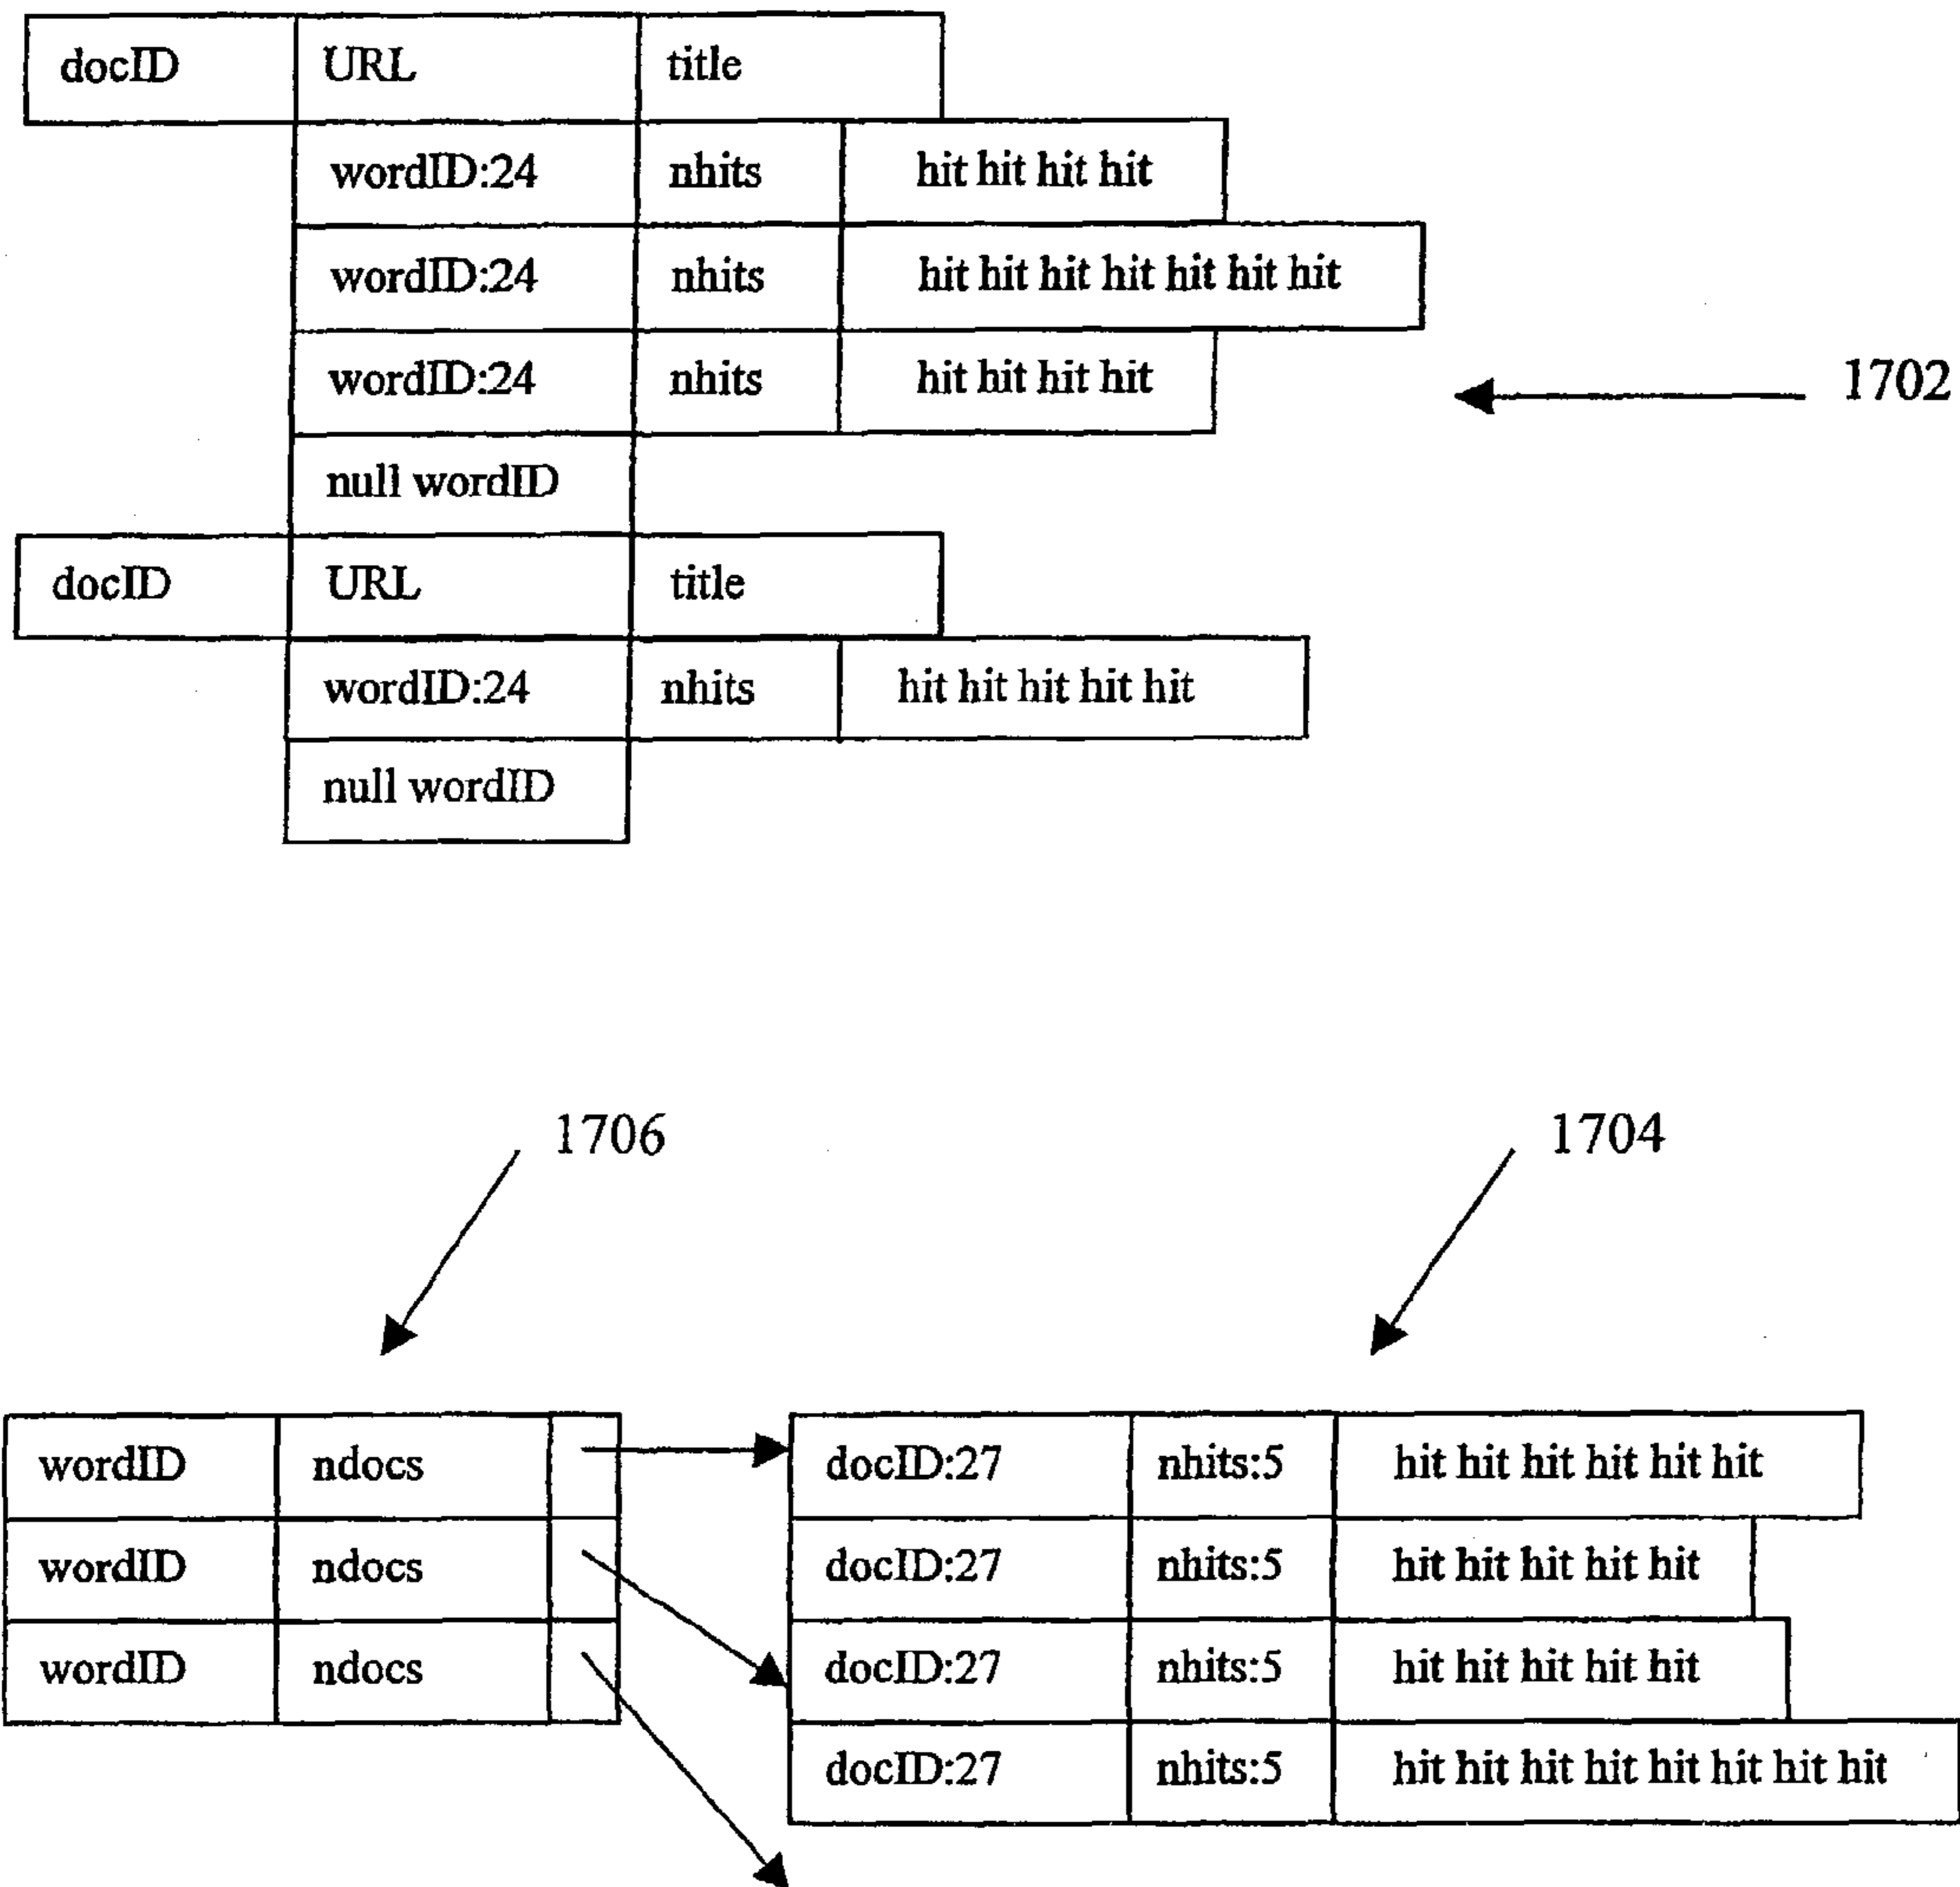 docID URL title
wordID:24 nhits hit hit hit hit
wordID:24 nhits hit hit hit hit hit hit hit
wordID:24 nhits hit hit hit hit
1702
null wordID
docID URL title
wordID:24 nhits hit hit hit hit hit
null wordID
1706 1704
wordID ndocs docID:27 nhits:5 hit hit hit hit hit hit
wordID ndocs docID:27 nhits:5 hit hit hit hit hit
wordID ndocs docID:27 nhits:5 hit hit hit hit hit
docID:27 nhits:5 hit hit hit hit hit hit hit hit